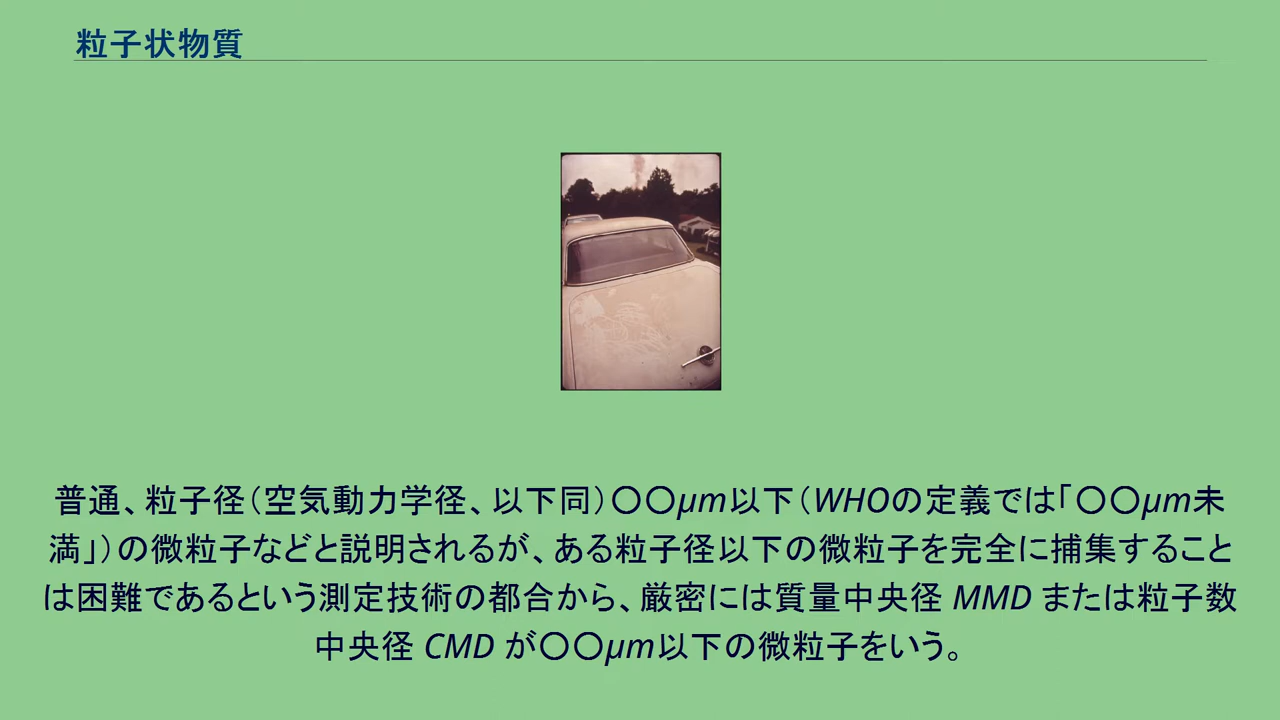 粒子状物質
普通、粒子径（空気動力学径、以下同）〇〇μm以下（WHOの定義では「〇〇μm未
満」）の微粒子などと説明されるが、ある粒子径以下の微粒子を完全に捕集すること
は困難であるという測定技術の都合から、厳密には質量中央径 MMD または粒子数
中央径 CMD が〇〇μm以下の微粒子をいう。